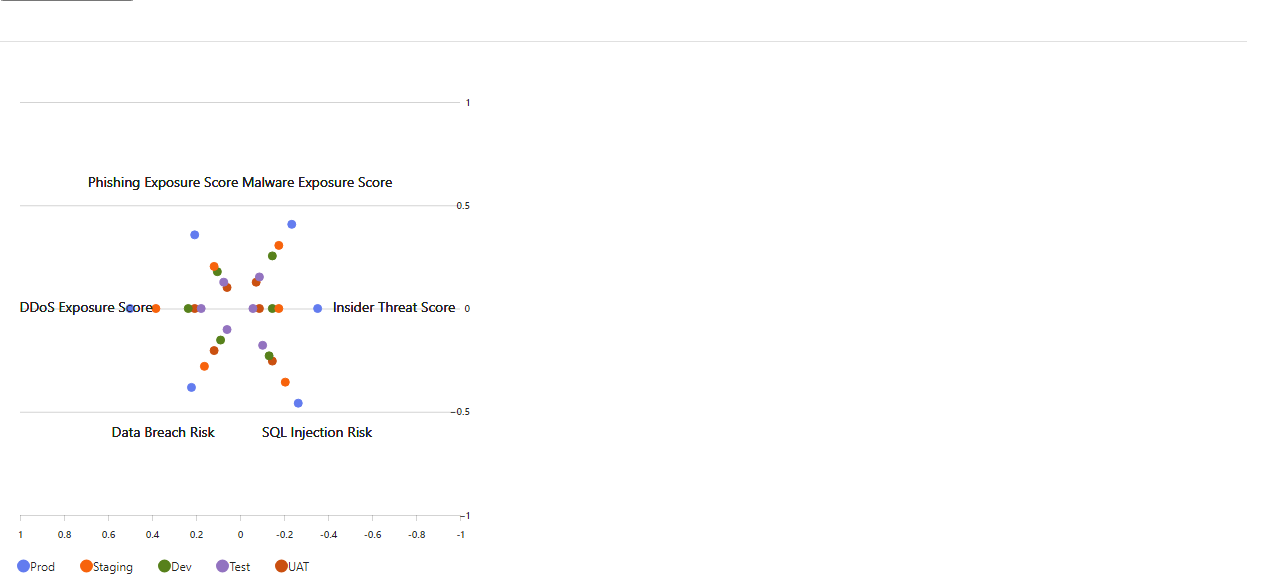 1
Phishing Exposure Score Malware Exposure Score
0.5
DDoS Exposure Score Insider Threat Score 0
−0.5
Data Breach Risk SQL Injection Risk
−1
1 0.8 0.6 0.4 0.2 0 -0.2 -0.4 -0.6 -0.8 -1
Prod Staging Dev Test UAT